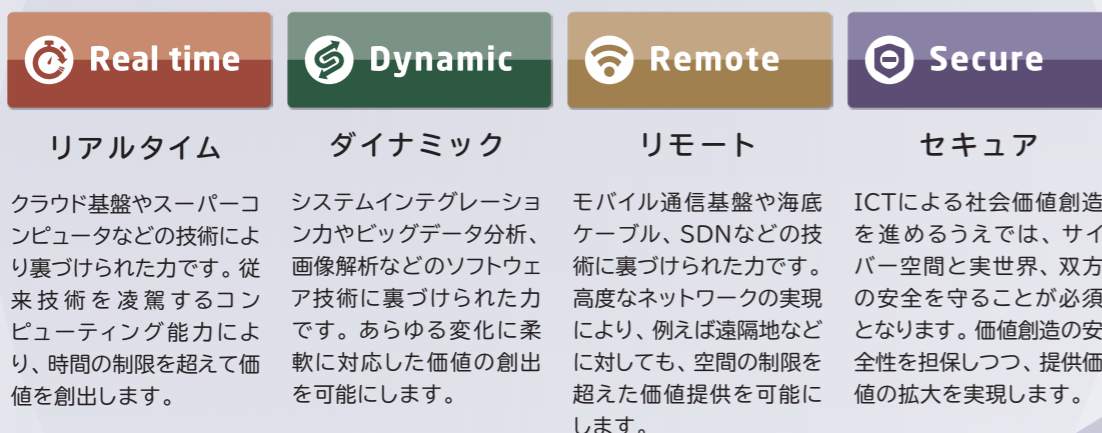 Real time
リアルタイム
クラウド基盤やスーパーコ
ンピュータなどの技術によ
り裏づけられた力です。従
来技術を凌駕するコン
ピューティング能力によ
り、時間の制限を超えて価
値を創出します。
Dynamic
ダイナミック
システムインテグレーショ
ン力やビッグデータ分析、
画像解析などのソフトウェ
ア技術に裏づけられた力
です。あらゆる変化に柔
軟に対応した価値の創出
を可能にします。
Remote
リモート
モバイル通信基盤や海底
ケーブル、SDNなどの技
術に裏づけられた力です。
高度なネットワークの実現
により、例えば遠隔地など
に対しても、空間の制限を
超えた価値提供を可能に
します。
Secure
セキュア
ICTによる社会価値創造
を進めるうえでは、サイ
バー空間と実世界、双方
の安全を守ることが必須
となります。価値創造の安
全性を担保しつつ、提供価
値の拡大を実現します。